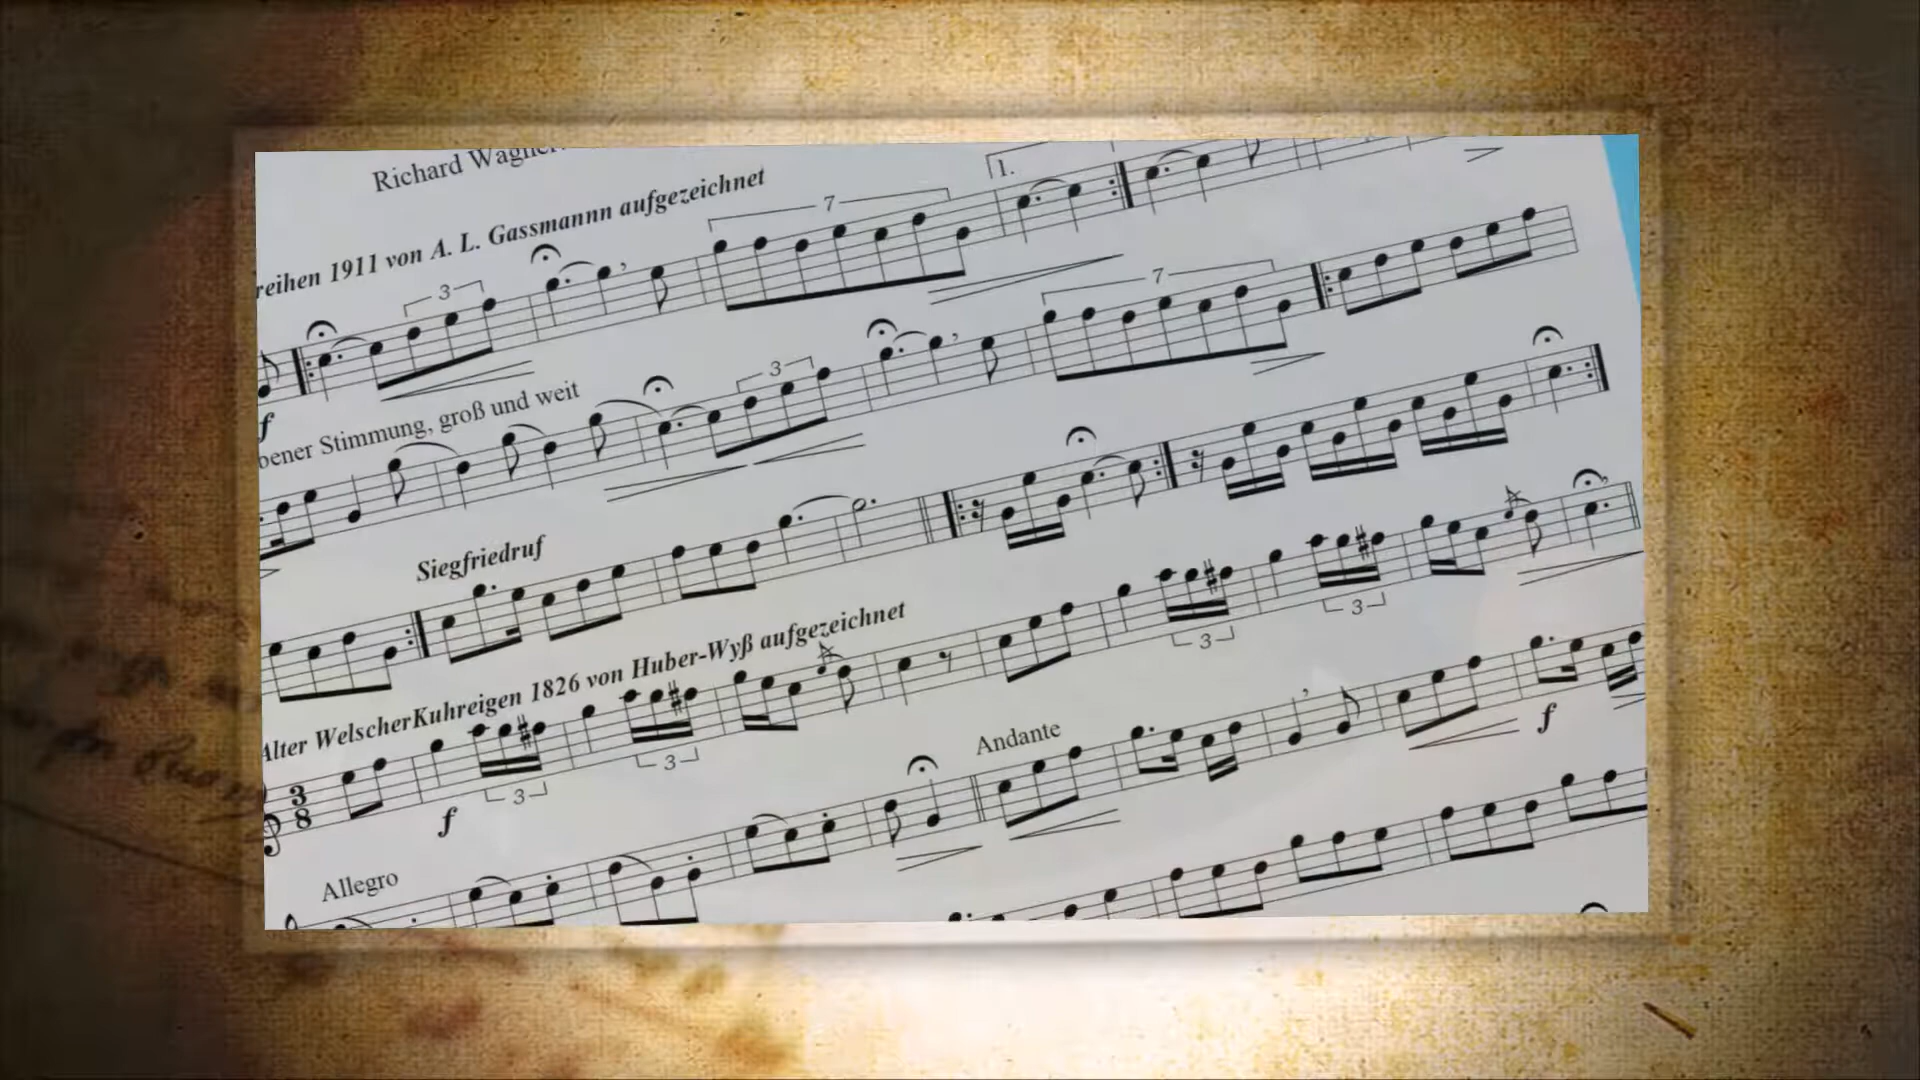 Richard Wagner
reihen 1911 von A. L. Gassmannn aufgezeichnet
1.
7
3
f
bener Stimmung, groß und weit
3
7
Siegfriedruf
Alter WelscherKuhreigen 1826 von Huber-Wyß aufgezeichnet
3
8
f
3
3
3
3
Andante
f
Allegro